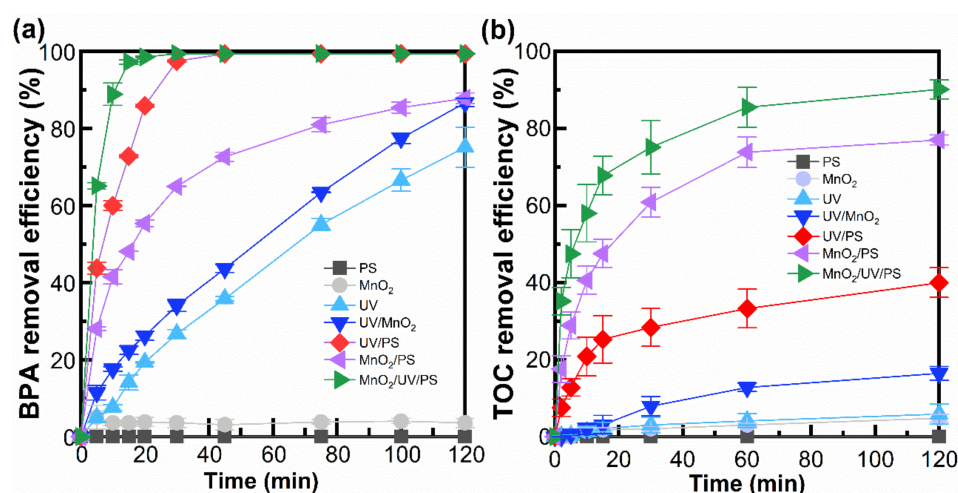 (a)
BPA removal efficiency (%)
100
80
60
40
20
0
0 20 40 60 80 100 120
Time (min)
PS
MnO₂
UV
UV/MnO₂
UV/PS
MnO₂/PS
MnO₂/UV/PS
(b)
TOC removal efficiency (%)
100
80
60
40
20
0
0 20 40 60 80 100 120
Time (min)
PS
MnO₂
UV
UV/MnO₂
UV/PS
MnO₂/PS
MnO₂/UV/PS